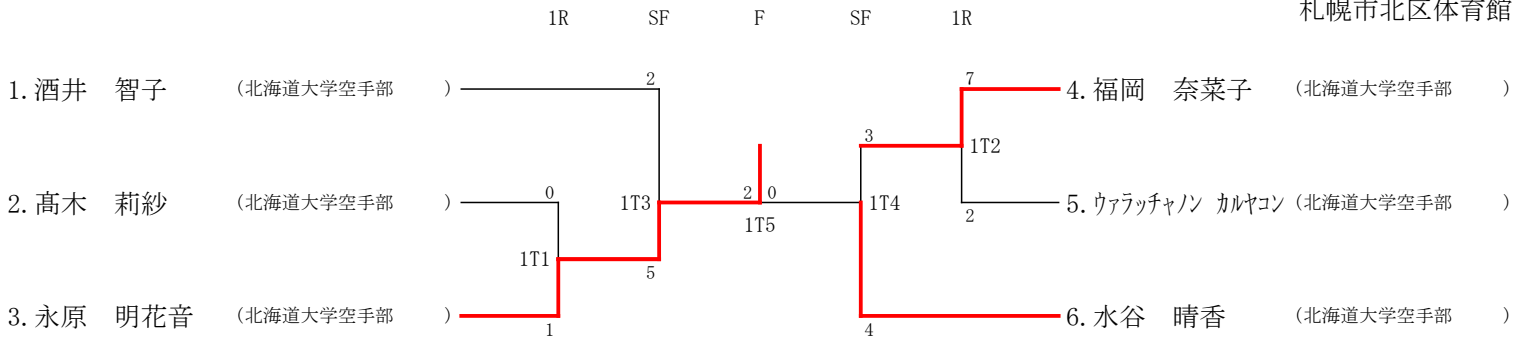 札幌市北区体育館
1R SF F SF 1R
1.酒井　智子 (北海道大学空手部 ) 2 7 4.福岡　奈菜子 (北海道大学空手部 )
3 1T2
2.髙木　莉紗 (北海道大学空手部 ) 0 1T3 2 0 1T4 2 5.ウァラッチャノン カルヤコン (北海道大学空手部 )
1T5
1T1 5
3.永原　明花音 (北海道大学空手部 ) 1 4 6.水谷　晴香 (北海道大学空手部 )